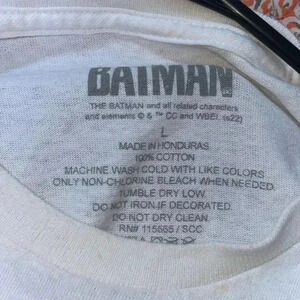 BATMAN
THE BATMAN and all related characters
and elements © & ™ CC and WBEI. (s22)
L
MADE IN HONDURAS
100% COTTON
MACHINE WASH COLD WITH LIKE COLORS
ONLY NON-CHLORINE BLEACH WHEN NEEDED
TUMBLE DRY LOW.
DO NOT IRON IF DECORATED.
DO NOT DRY CLEAN.
RN# 115565 / SCC